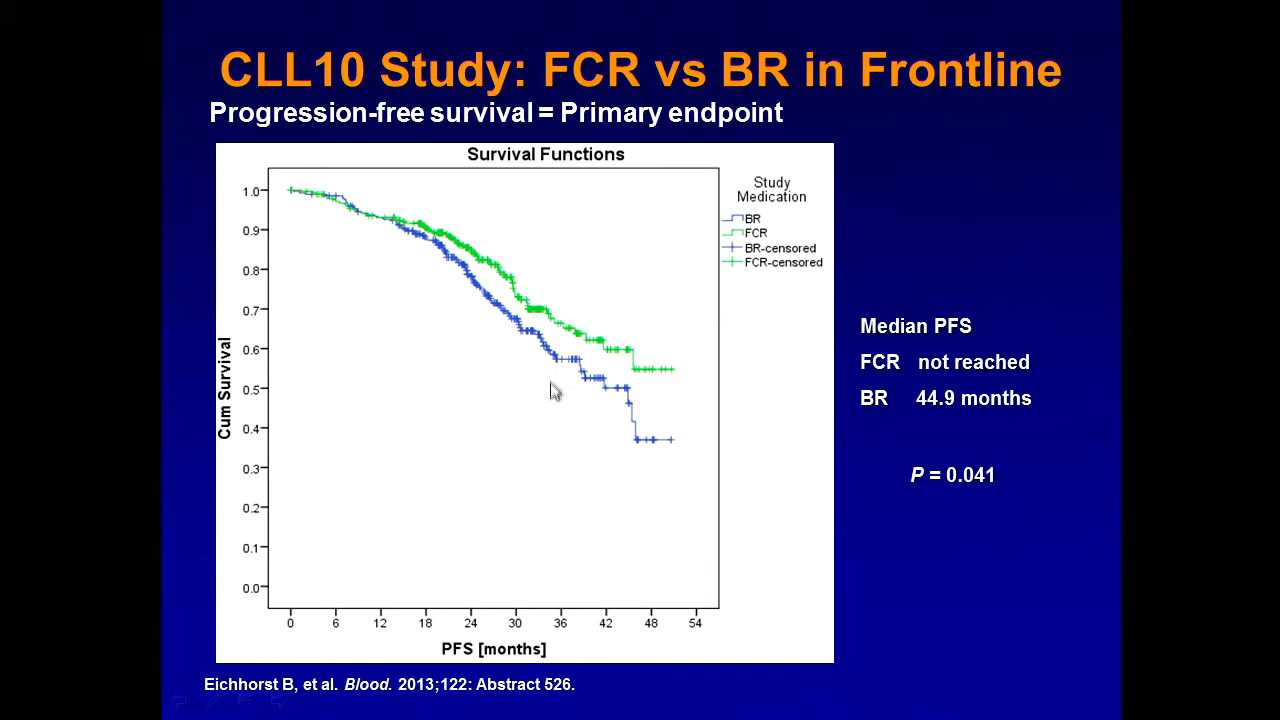 CLL10 Study: FCR vs BR in Frontline
Progression-free survival = Primary endpoint
Survival Functions
Study
Medication
BR
FCR
BR-censored
FCR-censored
Cum Survival
1.0
0.9
0.8
0.7
0.6
0.5
0.4
0.3
0.2
0.1
0.0
0 6 12 18 24 30 36 42 48 54
PFS [months]
Median PFS
FCR not reached
BR 44.9 months
P = 0.041
Eichhorst B, et al. Blood. 2013;122: Abstract 526.